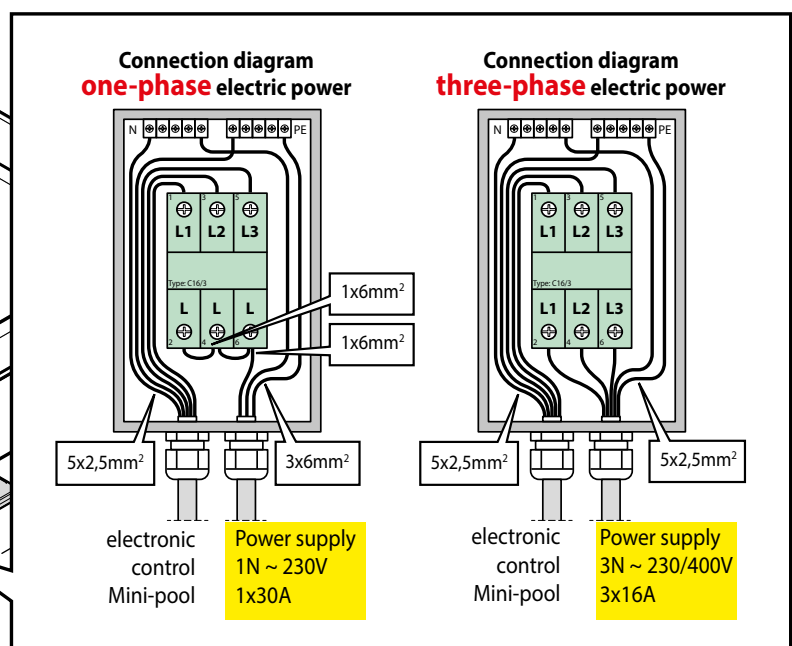 Connection diagram
one-phase electric power
N
PE
1
3
5
L1
L2
L3
Type: C16/3
L
L
L
2
4
6
1x6mm²
1x6mm²
5x2,5mm²
3x6mm²
electronic
control
Mini-pool
Power supply
1N ~ 230V
1x30A
Connection diagram
three-phase electric power
N
PE
1
3
5
L1
L2
L3
Type: C16/3
L1
L2
L3
2
4
6
5x2,5mm²
5x2,5mm²
electronic
control
Mini-pool
Power supply
3N ~ 230/400V
3x16A